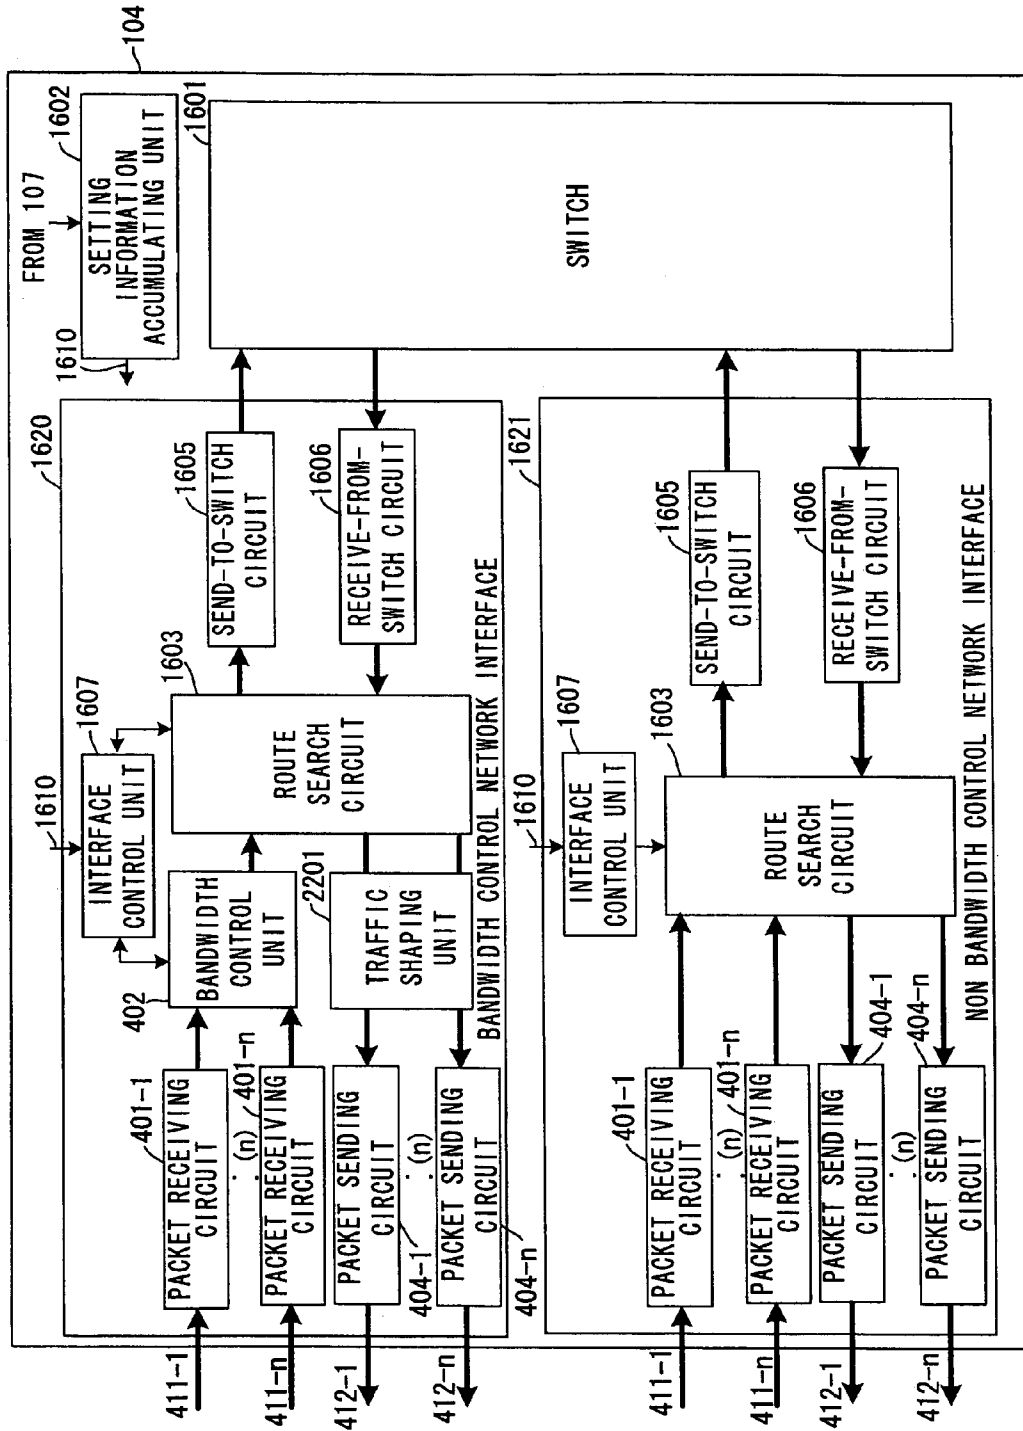 104
FROM 107
1602
SETTING
INFORMATION
ACCUMULATING UNIT
1610
1601
SWITCH
1620
1610
1607
INTERFACE
CONTROL UNIT
1603
ROUTE
SEARCH
CIRCUIT
1605
SEND-TO-SWITCH
CIRCUIT
1606
RECEIVE-FROM-
SWITCH CIRCUIT
402
BANDWIDTH
CONTROL
UNIT
2201
TRAFFIC
SHAPING
UNIT
411-1
401-1
PACKET RECEIVING
CIRCUIT
(n)
401-n
411-n
PACKET RECEIVING
CIRCUIT
412-1
PACKET SENDING
CIRCUIT
404-1
(n)
412-n
PACKET SENDING
CIRCUIT
404-n
BANDWIDTH CONTROL NETWORK INTERFACE
1621
1610
1607
INTERFACE
CONTROL UNIT
1603
ROUTE
SEARCH
CIRCUIT
1605
SEND-TO-SWITCH
CIRCUIT
1606
RECEIVE-FROM-
SWITCH CIRCUIT
411-1
401-1
PACKET RECEIVING
CIRCUIT
(n)
401-n
411-n
PACKET RECEIVING
CIRCUIT
412-1
404-1
PACKET SENDING
CIRCUIT
(n)
404-n
412-n
PACKET SENDING
CIRCUIT
NON BANDWIDTH CONTROL NETWORK INTERFACE